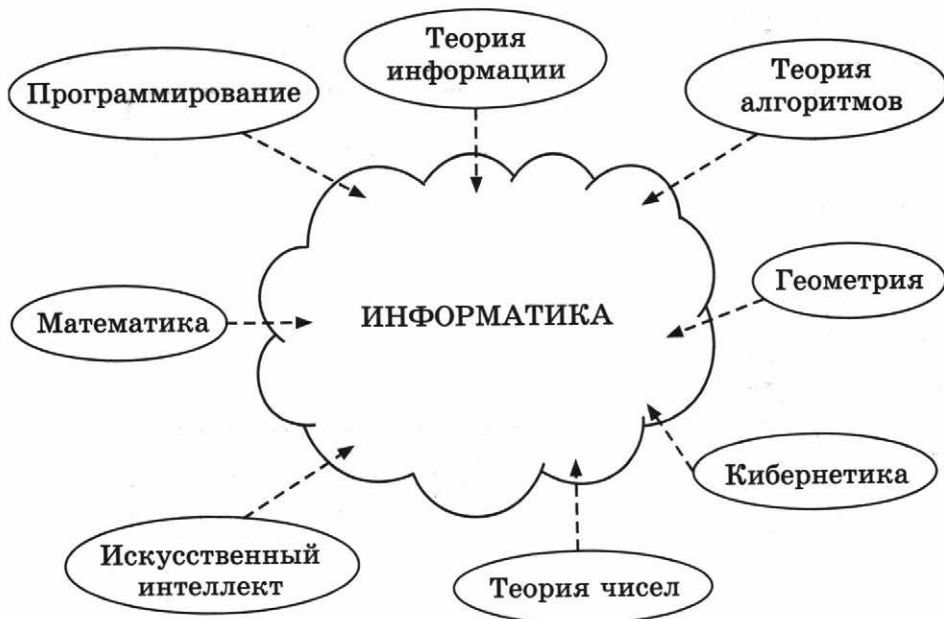 Теория
информации
Программирование
Теория
алгоритмов
Геометрия
ИНФОРМАТИКА
Математика
Кибернетика
Искусственный
интеллект
Теория чисел